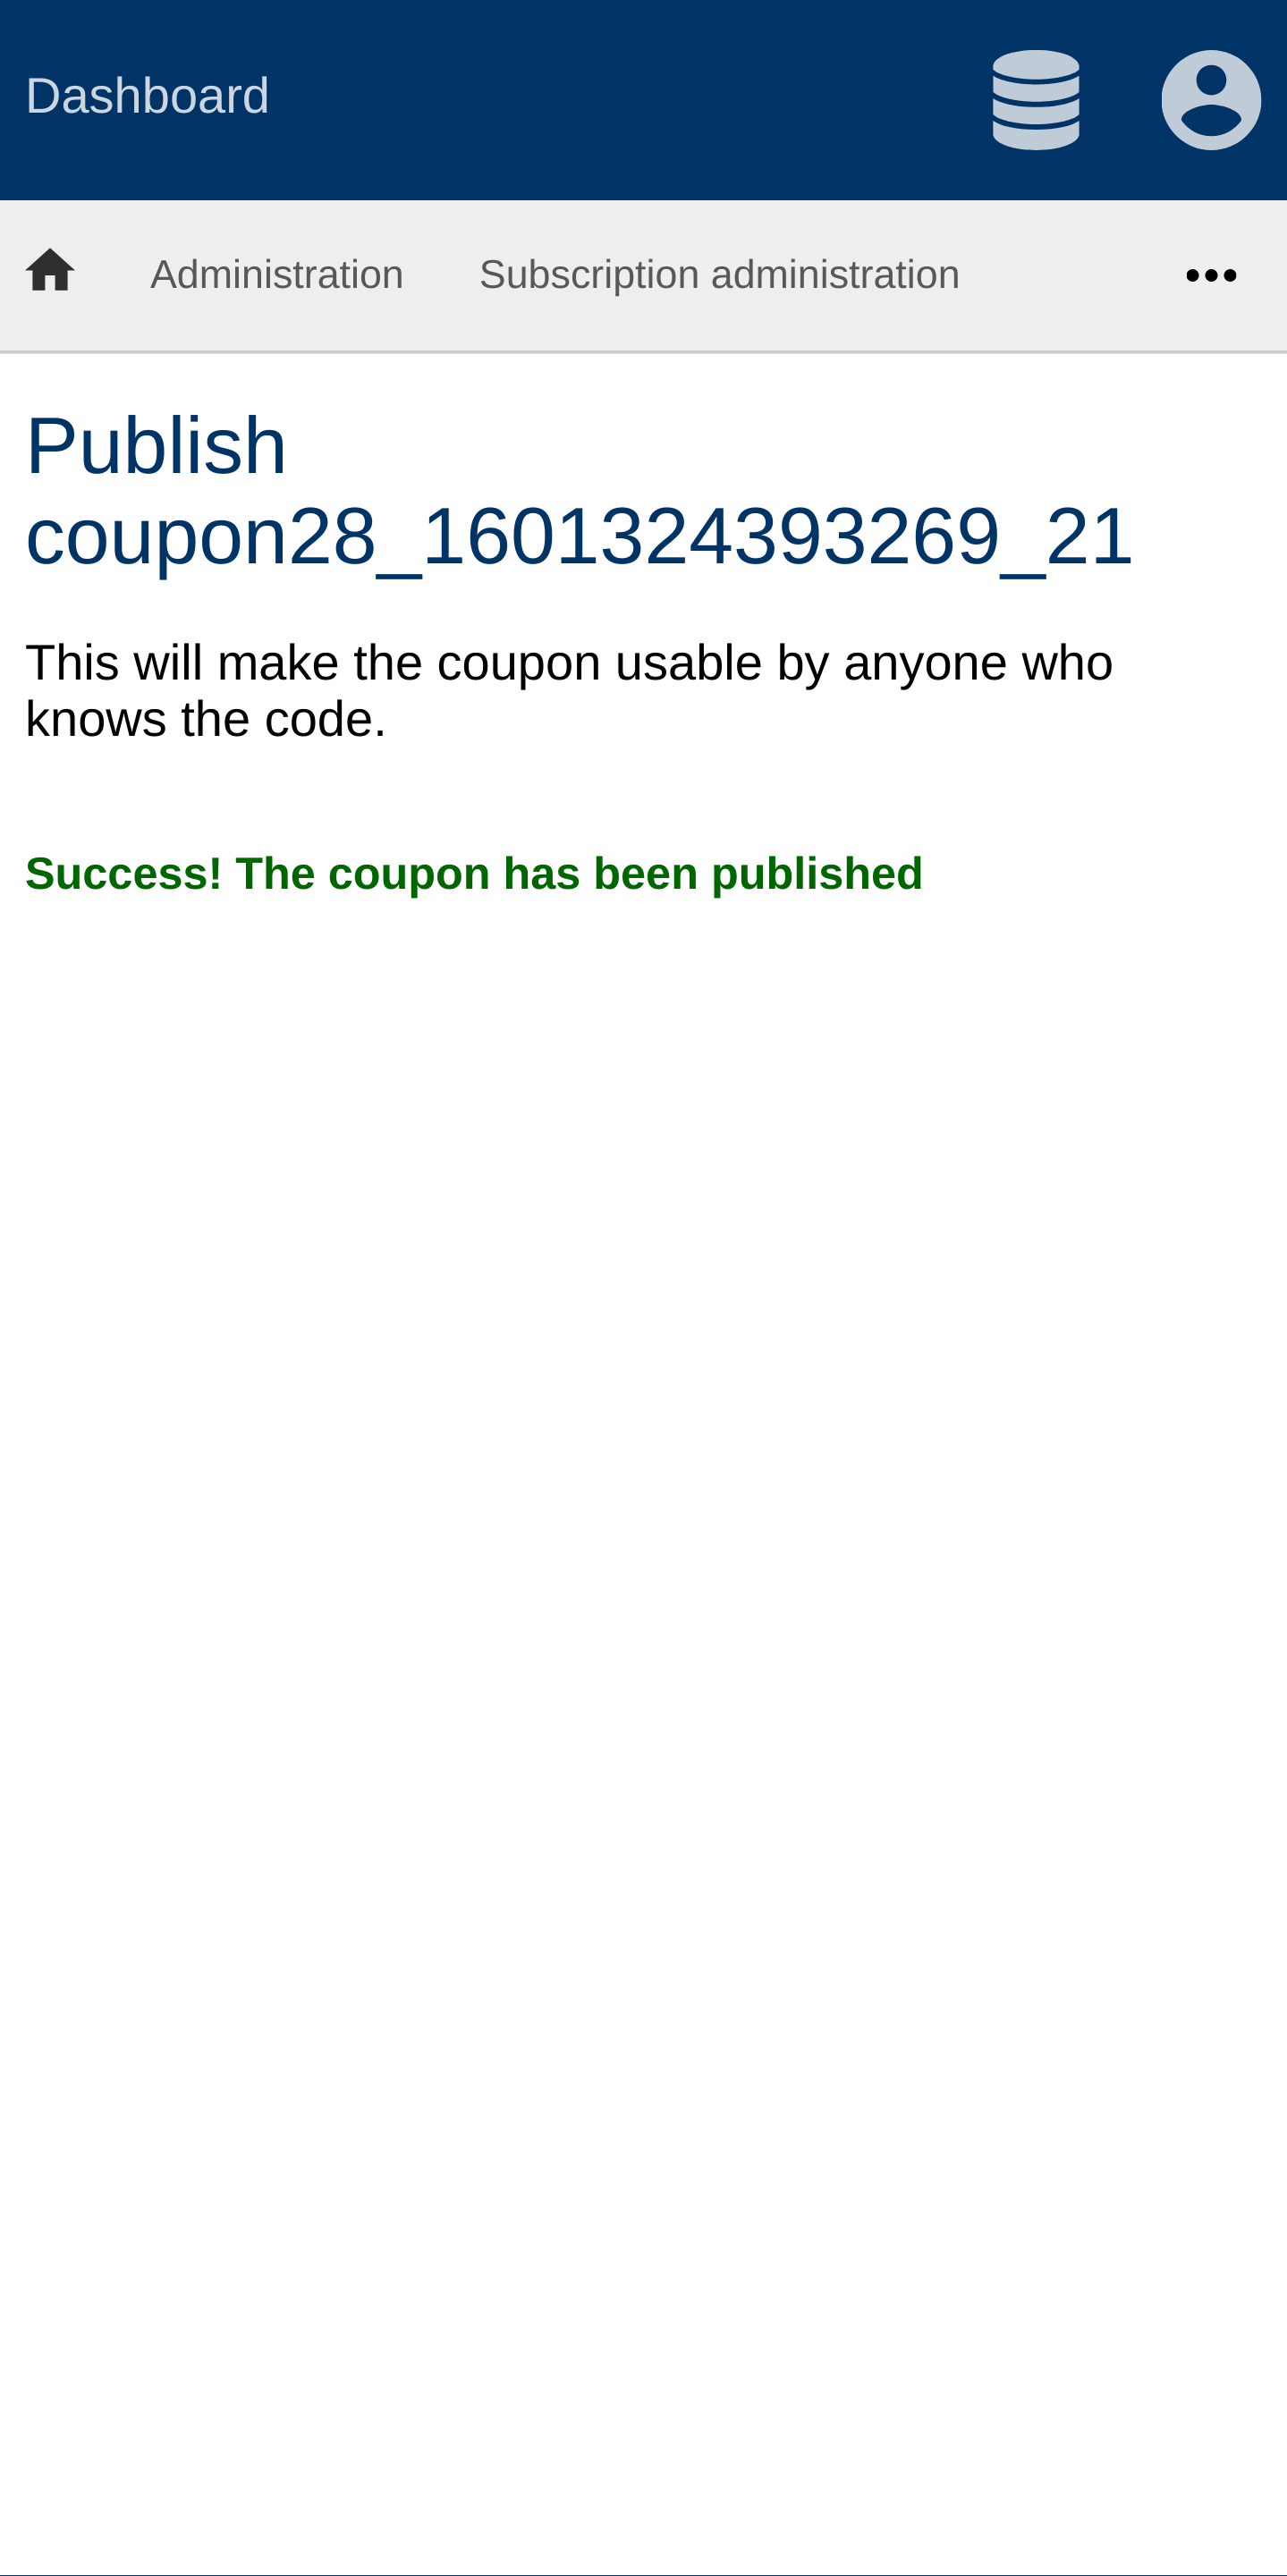 Dashboard
Administration Subscription administration
Publish
coupon28_1601324393269_21
This will make the coupon usable by anyone who
knows the code.
Success! The coupon has been published